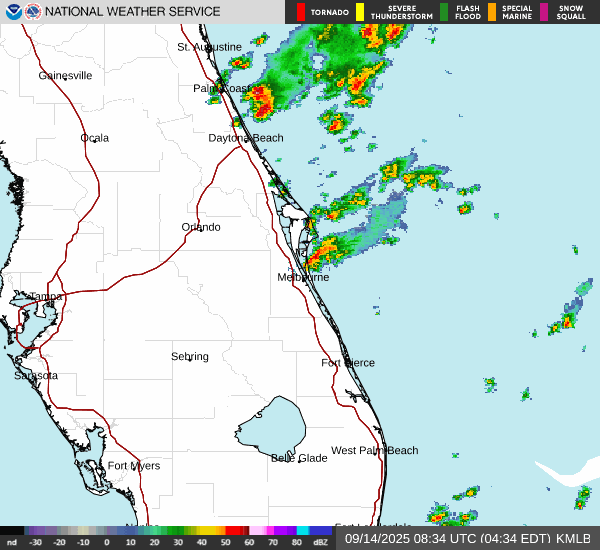 NATIONAL WEATHER SERVICE
TORNADO
SEVERE THUNDERSTORM
FLASH FLOOD
SPECIAL MARINE
SNOW SQUALL
St. Augustine
Gainesville
Palm Coast
Ocala
Daytona Beach
Orlando
Melbourne
Tampa
Sebring
Fort Pierce
Sarasota
West Palm Beach
Belle Glade
Fort Myers
nd -30 -20 -10 0 10 20 30 40 50 60 70 80 dBZ
09/14/2025 08:34 UTC (04:34 EDT) KMLB